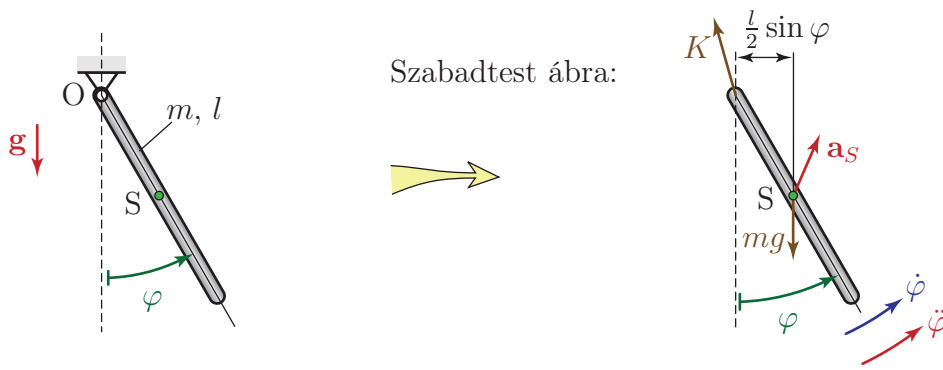 O
m, l
g
S
φ
Szabadtest ábra:
K
l/2 sin φ
a_S
S
mg
φ
φ̇
φ̈